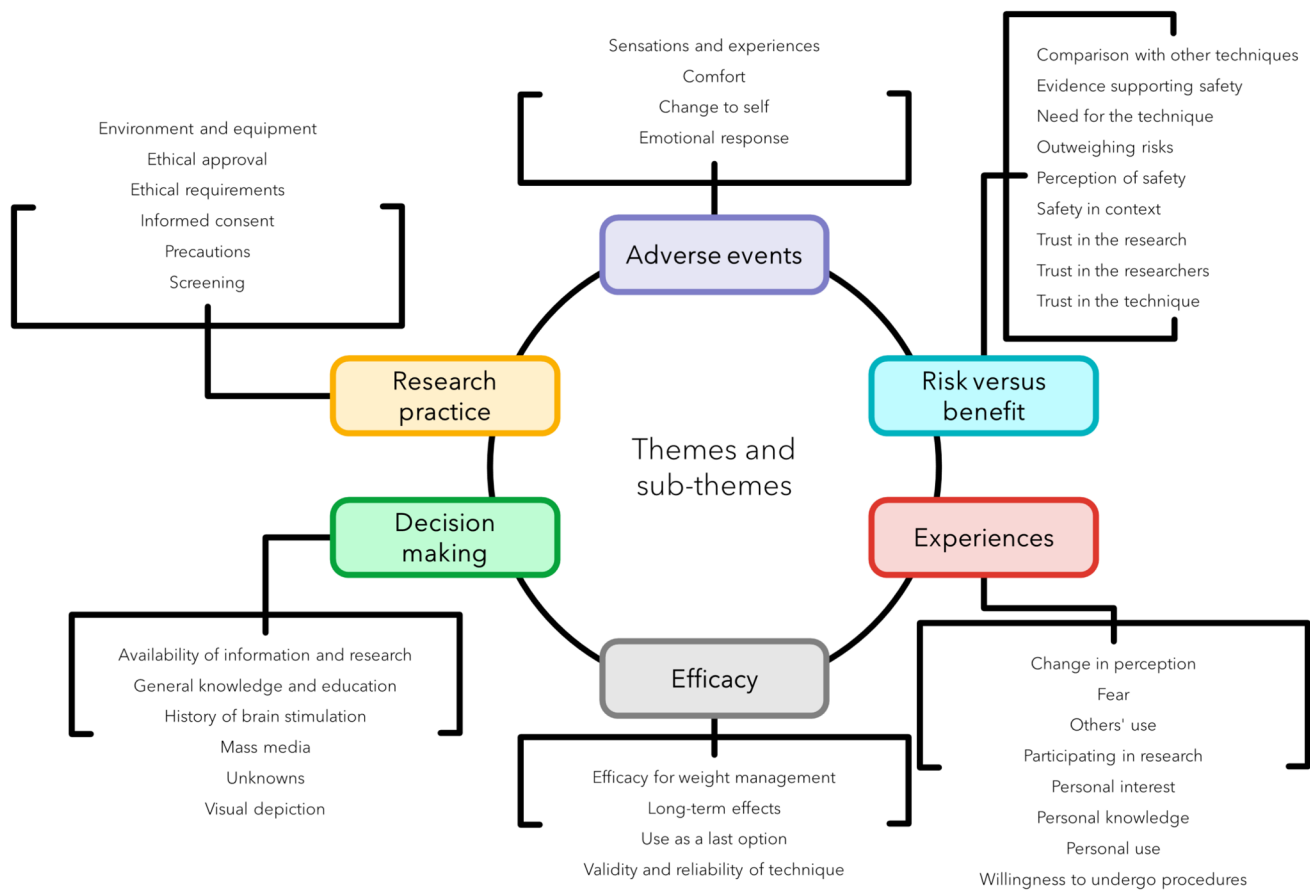 Sensations and experiences
Comfort
Change to self
Emotional response
Adverse events
Comparison with other techniques
Evidence supporting safety
Need for the technique
Outweighing risks
Perception of safety
Safety in context
Trust in the research
Trust in the researchers
Trust in the technique
Risk versus
benefit
Environment and equipment
Ethical approval
Ethical requirements
Informed consent
Precautions
Screening
Research
practice
Themes and
sub-themes
Decision
making
Availability of information and research
General knowledge and education
History of brain stimulation
Mass media
Unknowns
Visual depiction
Efficacy
Efficacy for weight management
Long-term effects
Use as a last option
Validity and reliability of technique
Experiences
Change in perception
Fear
Others' use
Participating in research
Personal interest
Personal knowledge
Personal use
Willingness to undergo procedures